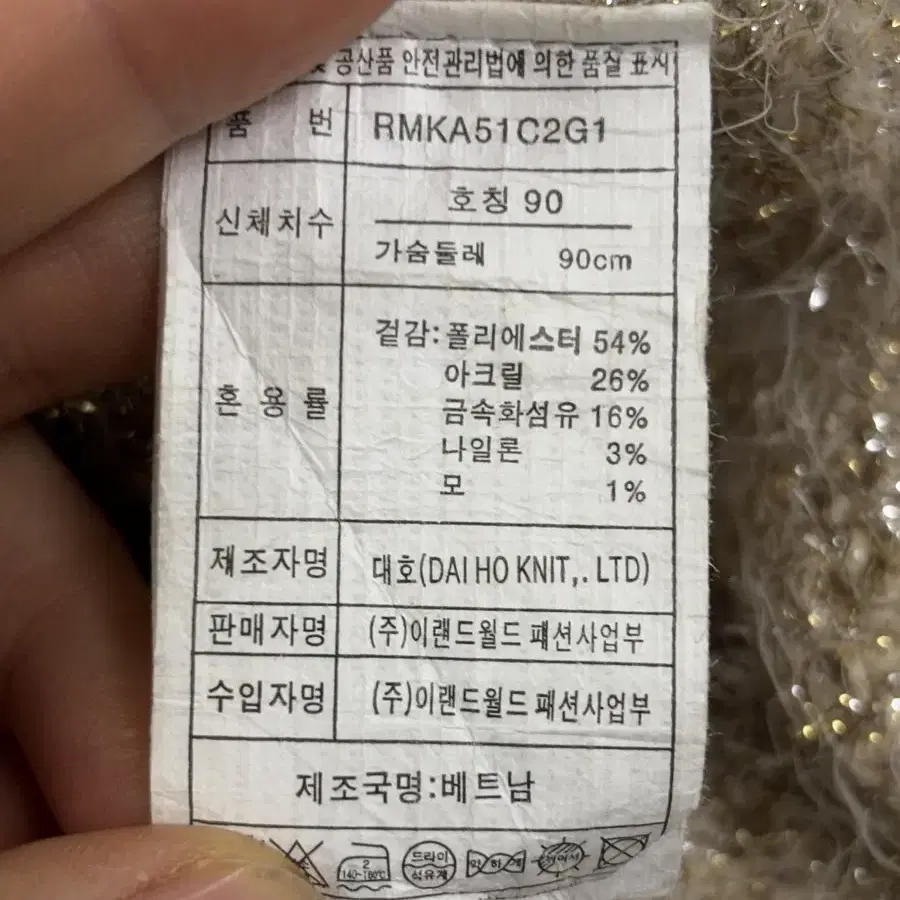 공산품 안전관리법에 의한 품질 표시
품 번 RMKA51C2G1
신체치수 호칭 90
가슴둘레 90cm
혼용률 겉감: 폴리에스터 54%
아크릴 26%
금속화섬유 16%
나일론 3%
모 1%
제조자명 대호(DAI HO KNIT,. LTD)
판매자명 (주)이랜드월드 패션사업부
수입자명 (주)이랜드월드 패션사업부
제조국명:베트남
2
140-160℃
드라이
석유계
약하게